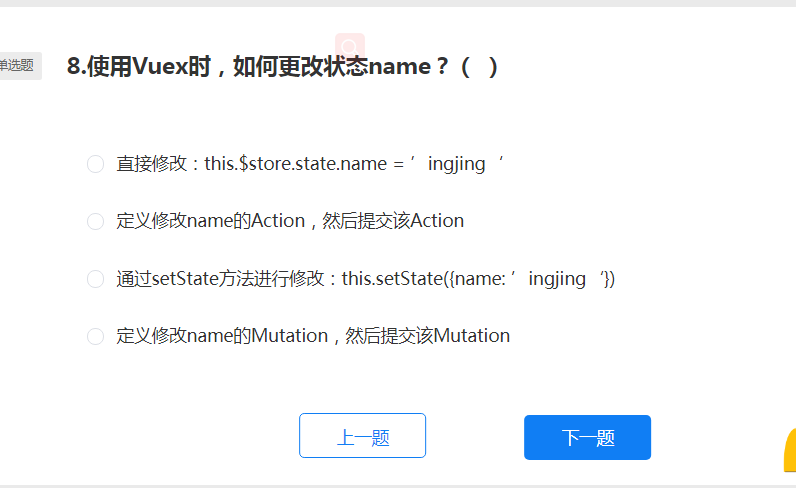 单选题
8.使用Vuex时，如何更改状态name？（ ）
直接修改：this.$store.state.name = ’ingjing‘
定义修改name的Action，然后提交该Action
通过setState方法进行修改：this.setState({name: ’ingjing‘})
定义修改name的Mutation，然后提交该Mutation
上一题 下一题